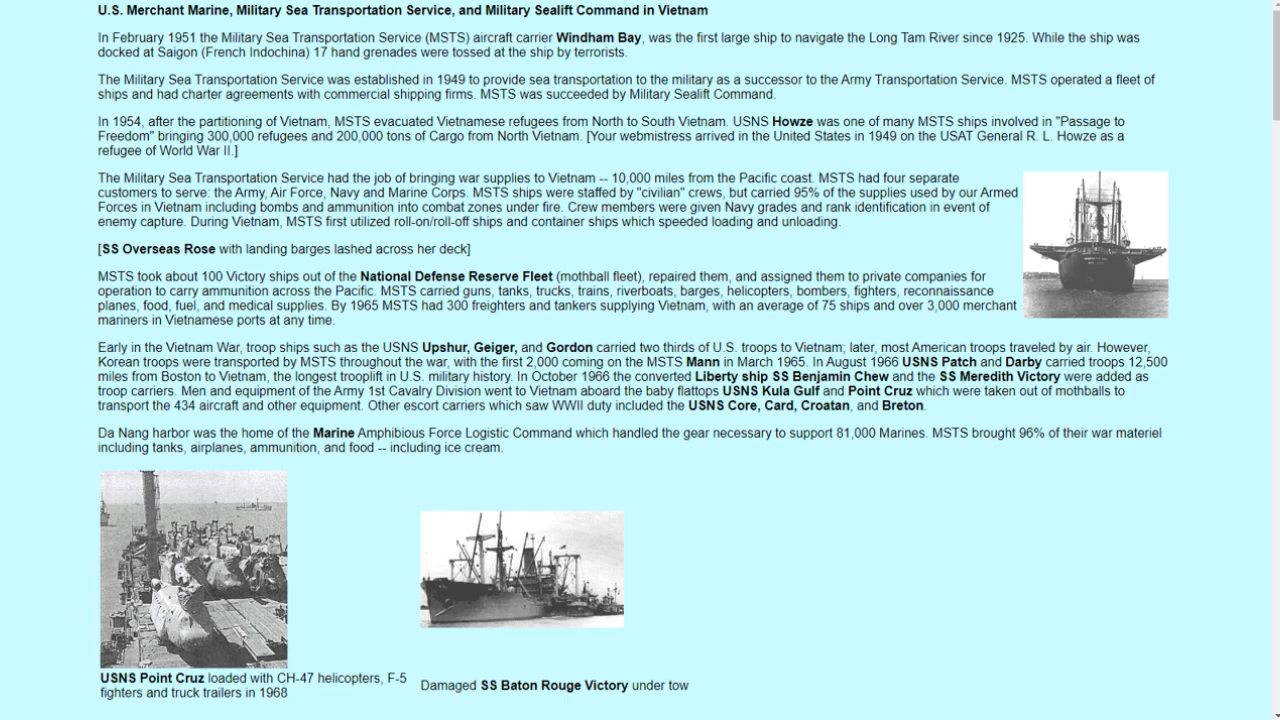 U.S. Merchant Marine, Military Sea Transportation Service, and Military Sealift Command in Vietnam
In February 1951 the Military Sea Transportation Service (MSTS) aircraft carrier Windham Bay, was the first large ship to navigate the Long Tam River since 1925. While the ship was
docked at Saigon (French Indochina) 17 hand grenades were tossed at the ship by terrorists.
The Military Sea Transportation Service was established in 1949 to provide sea transportation to the military as a successor to the Army Transportation Service. MSTS operated a fleet of
ships and had charter agreements with commercial shipping firms. MSTS was succeeded by Military Sealift Command.
In 1954, after the partitioning of Vietnam, MSTS evacuated Vietnamese refugees from North to South Vietnam. USNS Howze was one of many MSTS ships involved in "Passage to
Freedom" bringing 300,000 refugees and 200,000 tons of Cargo from North Vietnam. [Your webmistress arrived in the United States in 1949 on the USAT General R. L. Howze as a
refugee of World War II.]
The Military Sea Transportation Service had the job of bringing war supplies to Vietnam -- 10,000 miles from the Pacific coast. MSTS had four separate
customers to serve: the Army, Air Force, Navy and Marine Corps. MSTS ships were staffed by "civilian" crews, but carried 95% of the supplies used by our Armed
Forces in Vietnam including bombs and ammunition into combat zones under fire. Crew members were given Navy grades and rank identification in event of
enemy capture. During Vietnam, MSTS first utilized roll-on/roll-off ships and container ships which speeded loading and unloading.
[SS Overseas Rose with landing barges lashed across her deck]
MSTS took about 100 Victory ships out of the National Defense Reserve Fleet (mothball fleet), repaired them, and assigned them to private companies for
operation to carry ammunition across the Pacific. MSTS carried guns, tanks, trucks, trains, riverboats, barges, helicopters, bombers, fighters, reconnaissance
planes, food, fuel, and medical supplies. By 1965 MSTS had 300 freighters and tankers supplying Vietnam, with an average of 75 ships and over 3,000 merchant
mariners in Vietnamese ports at any time.
Early in the Vietnam War, troop ships such as the USNS Upshur, Geiger, and Gordon carried two thirds of U.S. troops to Vietnam; later, most American troops traveled by air. However,
Korean troops were transported by MSTS throughout the war, with the first 2,000 coming on the MSTS Mann in March 1965. In August 1966 USNS Patch and Darby carried troops 12,500
miles from Boston to Vietnam, the longest trooplift in U.S. military history. In October 1966 the converted Liberty ship SS Benjamin Chew and the SS Meredith Victory were added as
troop carriers. Men and equipment of the Army 1st Cavalry Division went to Vietnam aboard the baby flattops USNS Kula Gulf and Point Cruz which were taken out of mothballs to
transport the 434 aircraft and other equipment. Other escort carriers which saw WWII duty included the USNS Core, Card, Croatan, and Breton.
Da Nang harbor was the home of the Marine Amphibious Force Logistic Command which handled the gear necessary to support 81,000 Marines. MSTS brought 96% of their war materiel
including tanks, airplanes, ammunition, and food -- including ice cream.
USNS Point Cruz loaded with CH-47 helicopters, F-5
fighters and truck trailers in 1968
Damaged SS Baton Rouge Victory under tow